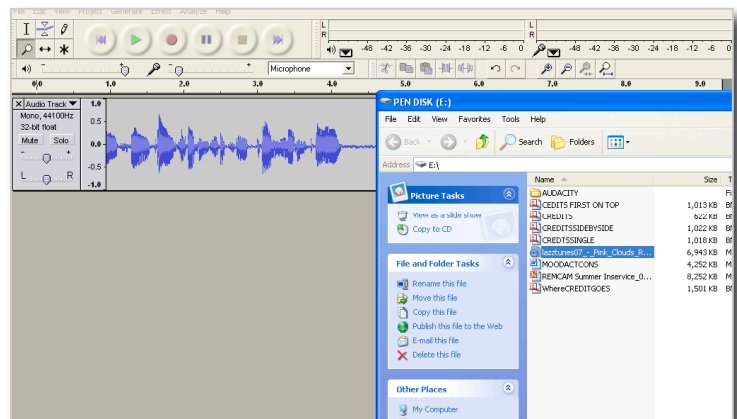 File Edit View Project Generate Effect Analyze Help
L
R
-48 -42 -36 -30 -24 -18 -12 -6 0
L
R
-48 -42 -36 -30 -24 -18 -12 -6 0
- +
- +
Microphone
0|0 1.0 2.0 3.0 4.0 5.0 6.0 7.0 8.0 9.0
X Audio Track
Mono, 44100Hz
32-bit float
Mute Solo
- +
L R
1.0
0.5
0.0
-0.5
-1.0
PEN DISK (E:)
File Edit View Favorites Tools Help
Back Search Folders
Address E:\
Picture Tasks
View as a slide show
Copy to CD
File and Folder Tasks
Rename this file
Move this file
Copy this file
Publish this file to the Web
E-mail this file
Delete this file
Other Places
My Computer
Name Size T
AUDACITY Fi
CEDITS FIRST ON TOP 1,013 KB
CREDITS 622 KB
CREDITSSIDEBYSIDE 1,022 KB
CREDTSSINGLE 1,018 KB
lazztunes07_-_Pink_Clouds_R... 6,943 KB M
MOODACTCONS 4,252 KB M
REMCAM Summer Inservice_0... 8,252 KB M
WhereCREDITGOES 1,501 KB